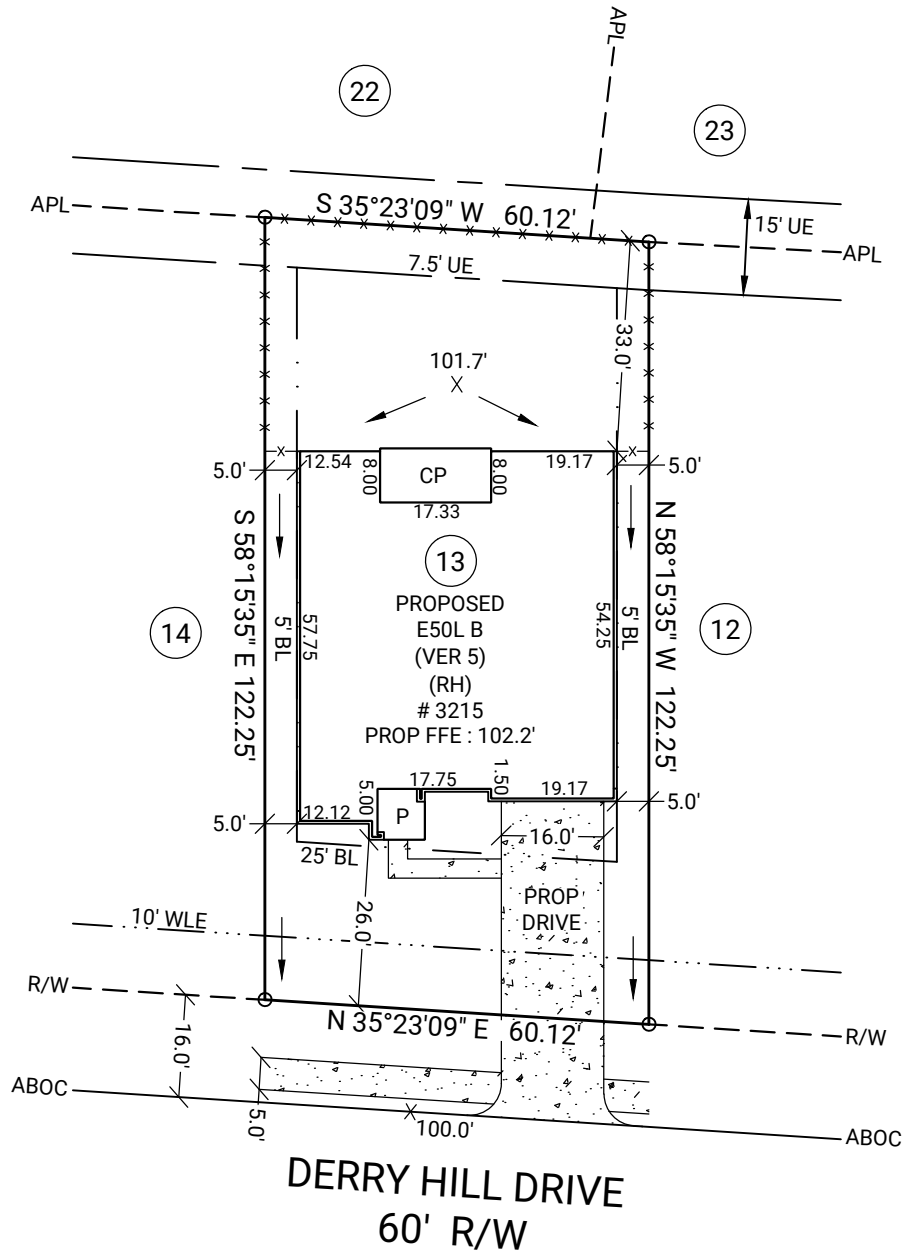 APL
22
23
APL
S 35°23'09" W 60.12'
15' UE
APL
7.5' UE
33.0'
101.7'
X
12.54
CP
19.17
8.00
8.00
17.33
5.0'
5.0'
13
PROPOSED
E50L B
(VER 5)
(RH)
# 3215
PROP FFE : 102.2'
14
S 58°15'35" E 122.25'
5' BL
57.75
54.25
5' BL
N 58°15'35" W 122.25'
12
17.75
1.50
19.17
5.00
12.12
P
5.0'
5.0'
25' BL
16.0'
26.0'
PROP
DRIVE
10' WLE
R/W
N 35°23'09" E 60.12'
R/W
16.0'
ABOC
5.0'
100.0'
ABOC
DERRY HILL DRIVE
60' R/W